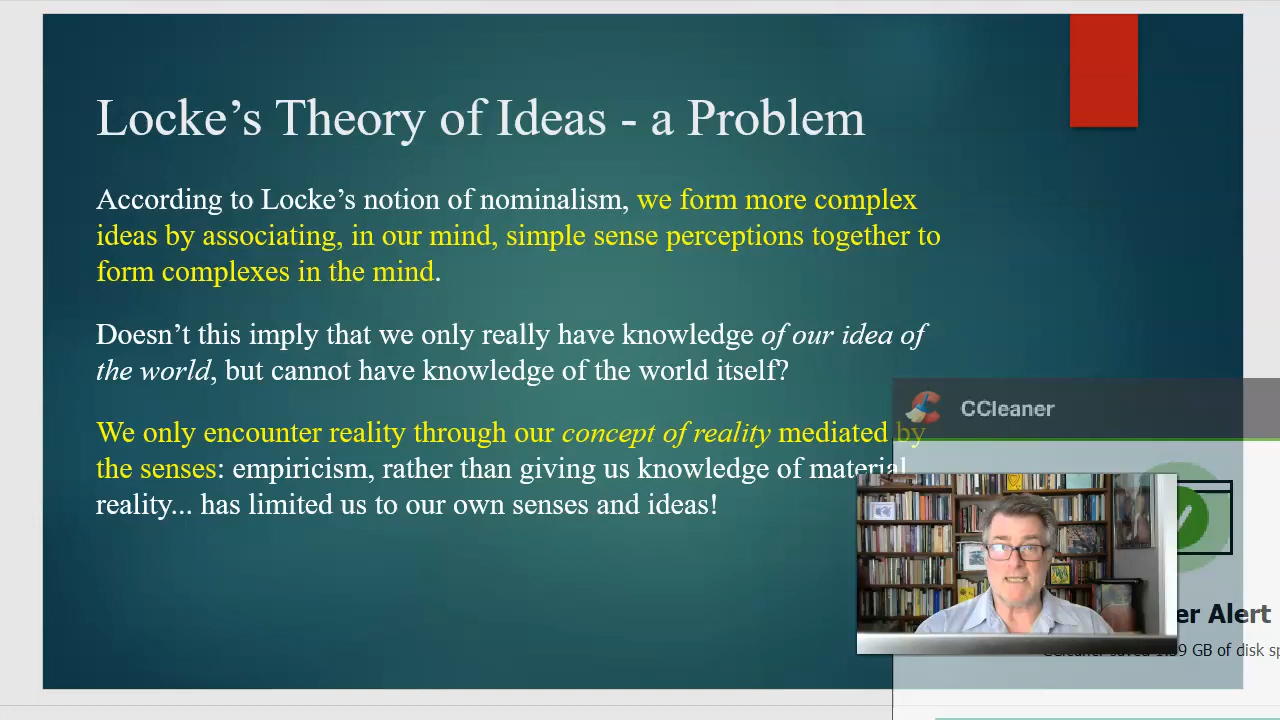 Locke’s Theory of Ideas - a Problem
According to Locke’s notion of nominalism, we form more complex
ideas by associating, in our mind, simple sense perceptions together to
form complexes in the mind.
Doesn’t this imply that we only really have knowledge of our idea of
the world, but cannot have knowledge of the world itself?
We only encounter reality through our concept of reality mediated by
the senses: empiricism, rather than giving us knowledge of material
reality... has limited us to our own senses and ideas!
CCleaner
er Alert
GB of disk sp